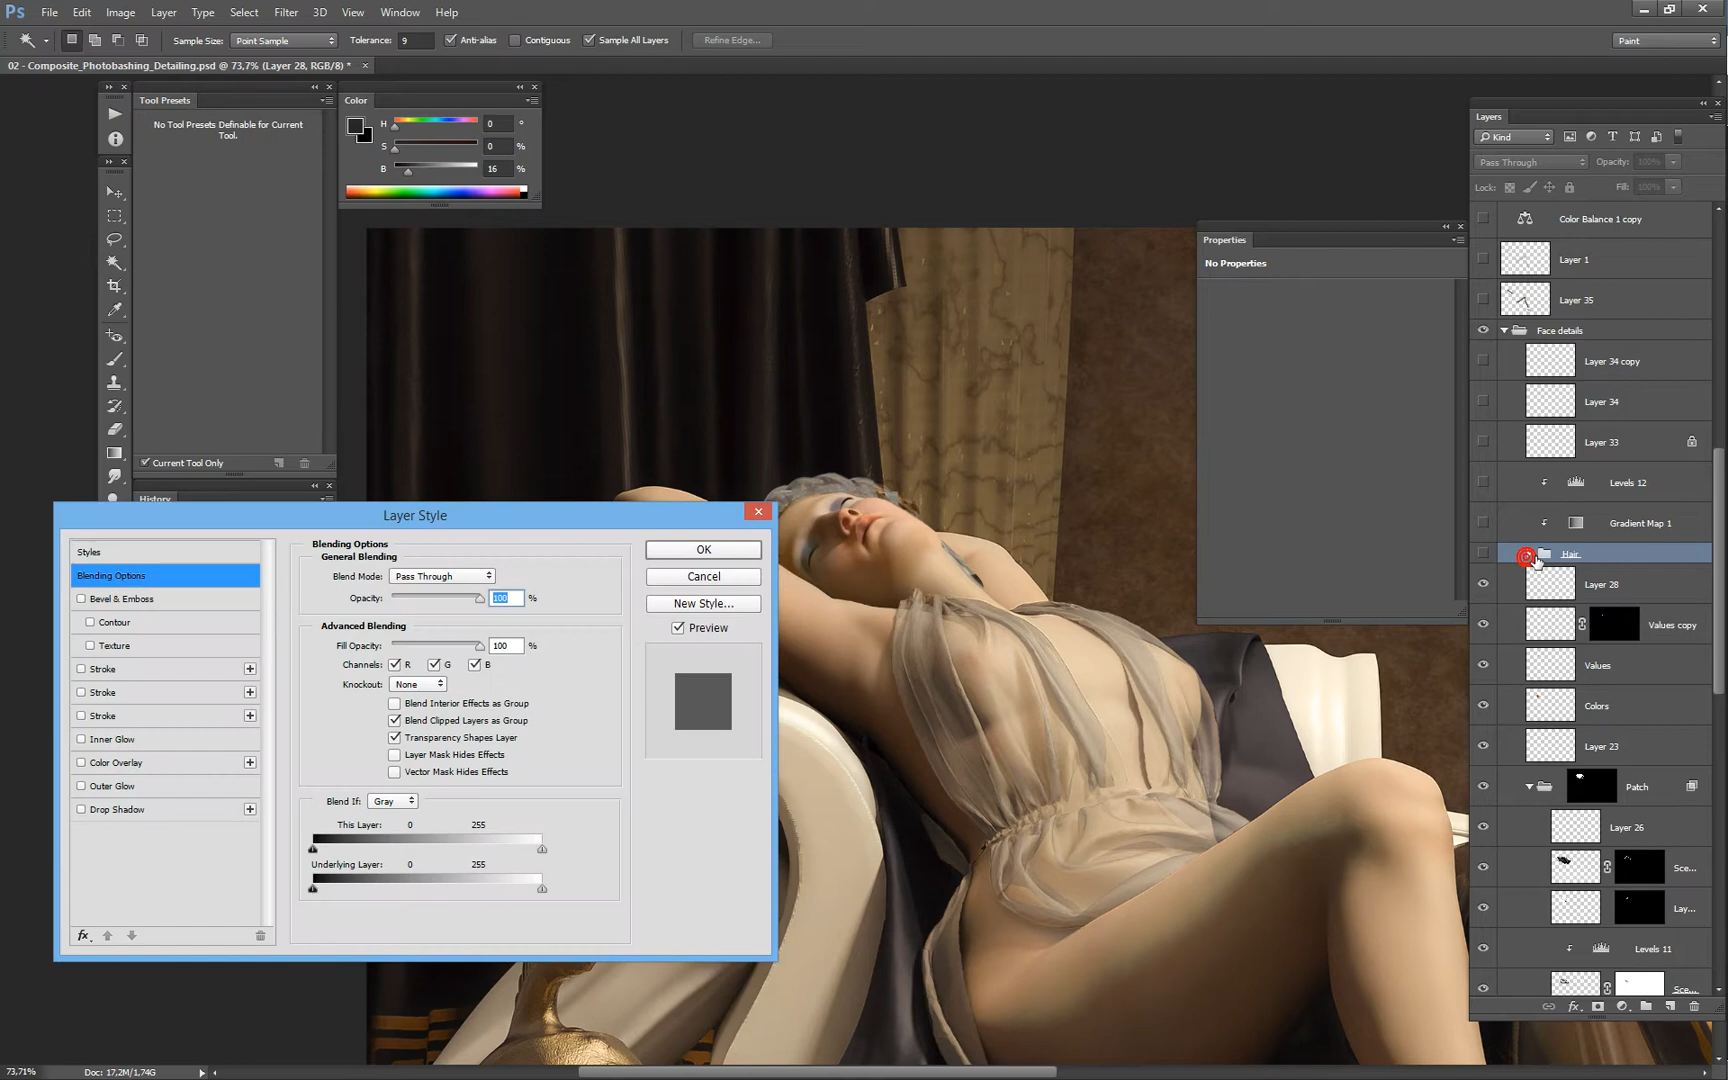 Ps File Edit Image Layer Type Select Filter 3D View Window Help
Sample Size: Point Sample Tolerance: 9 Anti-alias Contiguous Sample All Layers Refine Edge... Paint
02 - Composite_Photobashing_Detailing.psd @ 73,7% (Layer 28, RGB/8) *
Tool Presets
No Tool Presets Definable for Current
Tool.
Current Tool Only
History
Color
H 0 °
S 0 %
B 16 %
Properties
No Properties
Layers
Kind
Pass Through Opacity: 100%
Lock: Fill: 100%
Color Balance 1 copy
Layer 1
Layer 35
Face details
Layer 34 copy
Layer 34
Layer 33
Levels 12
Gradient Map 1
Hair
Layer 28
Values copy
Values
Colors
Layer 23
Patch
Layer 26
Sce...
Lay...
Levels 11
Sce...
Layer Style
Styles
Blending Options
Bevel & Emboss
Contour
Texture
Stroke
Stroke
Stroke
Inner Glow
Color Overlay
Outer Glow
Drop Shadow
fx
Blending Options
General Blending
Blend Mode: Pass Through
Opacity: 100 %
Advanced Blending
Fill Opacity: 100 %
Channels: R G B
Knockout: None
Blend Interior Effects as Group
Blend Clipped Layers as Group
Transparency Shapes Layer
Layer Mask Hides Effects
Vector Mask Hides Effects
Blend If: Gray
This Layer: 0 255
Underlying Layer: 0 255
OK
Cancel
New Style...
Preview
fx
73,71% Doc: 17,2M/1,74G